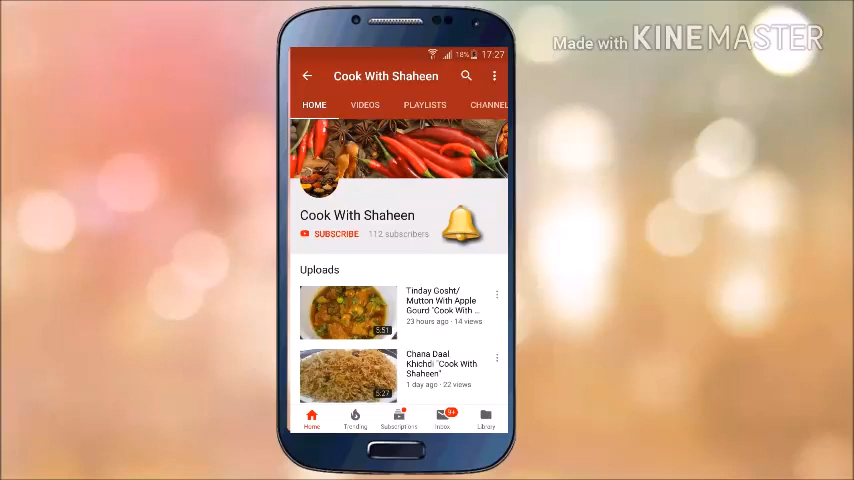 Made with KINEMASTER
18% 17:27
Cook With Shaheen
HOME VIDEOS PLAYLISTS CHANNEL
Cook With Shaheen
SUBSCRIBE 112 subscribers
Uploads
Tinday Gosht/
Mutton With Apple
Gourd "Cook With ...
23 hours ago · 14 views
5:51
Chana Daal
Khichdi "Cook With
Shaheen"
1 day ago · 22 views
5:27
9+
Home Trending Subscriptions Inbox Library